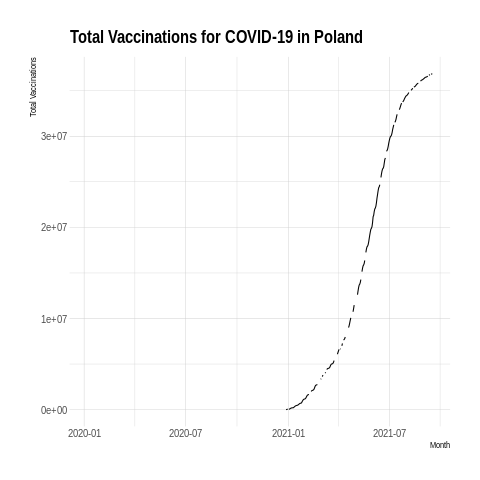 Total Vaccinations for COVID-19 in Poland
Total Vaccinations
3e+07
2e+07
1e+07
0e+00
2020-01 2020-07 2021-01 2021-07
Month